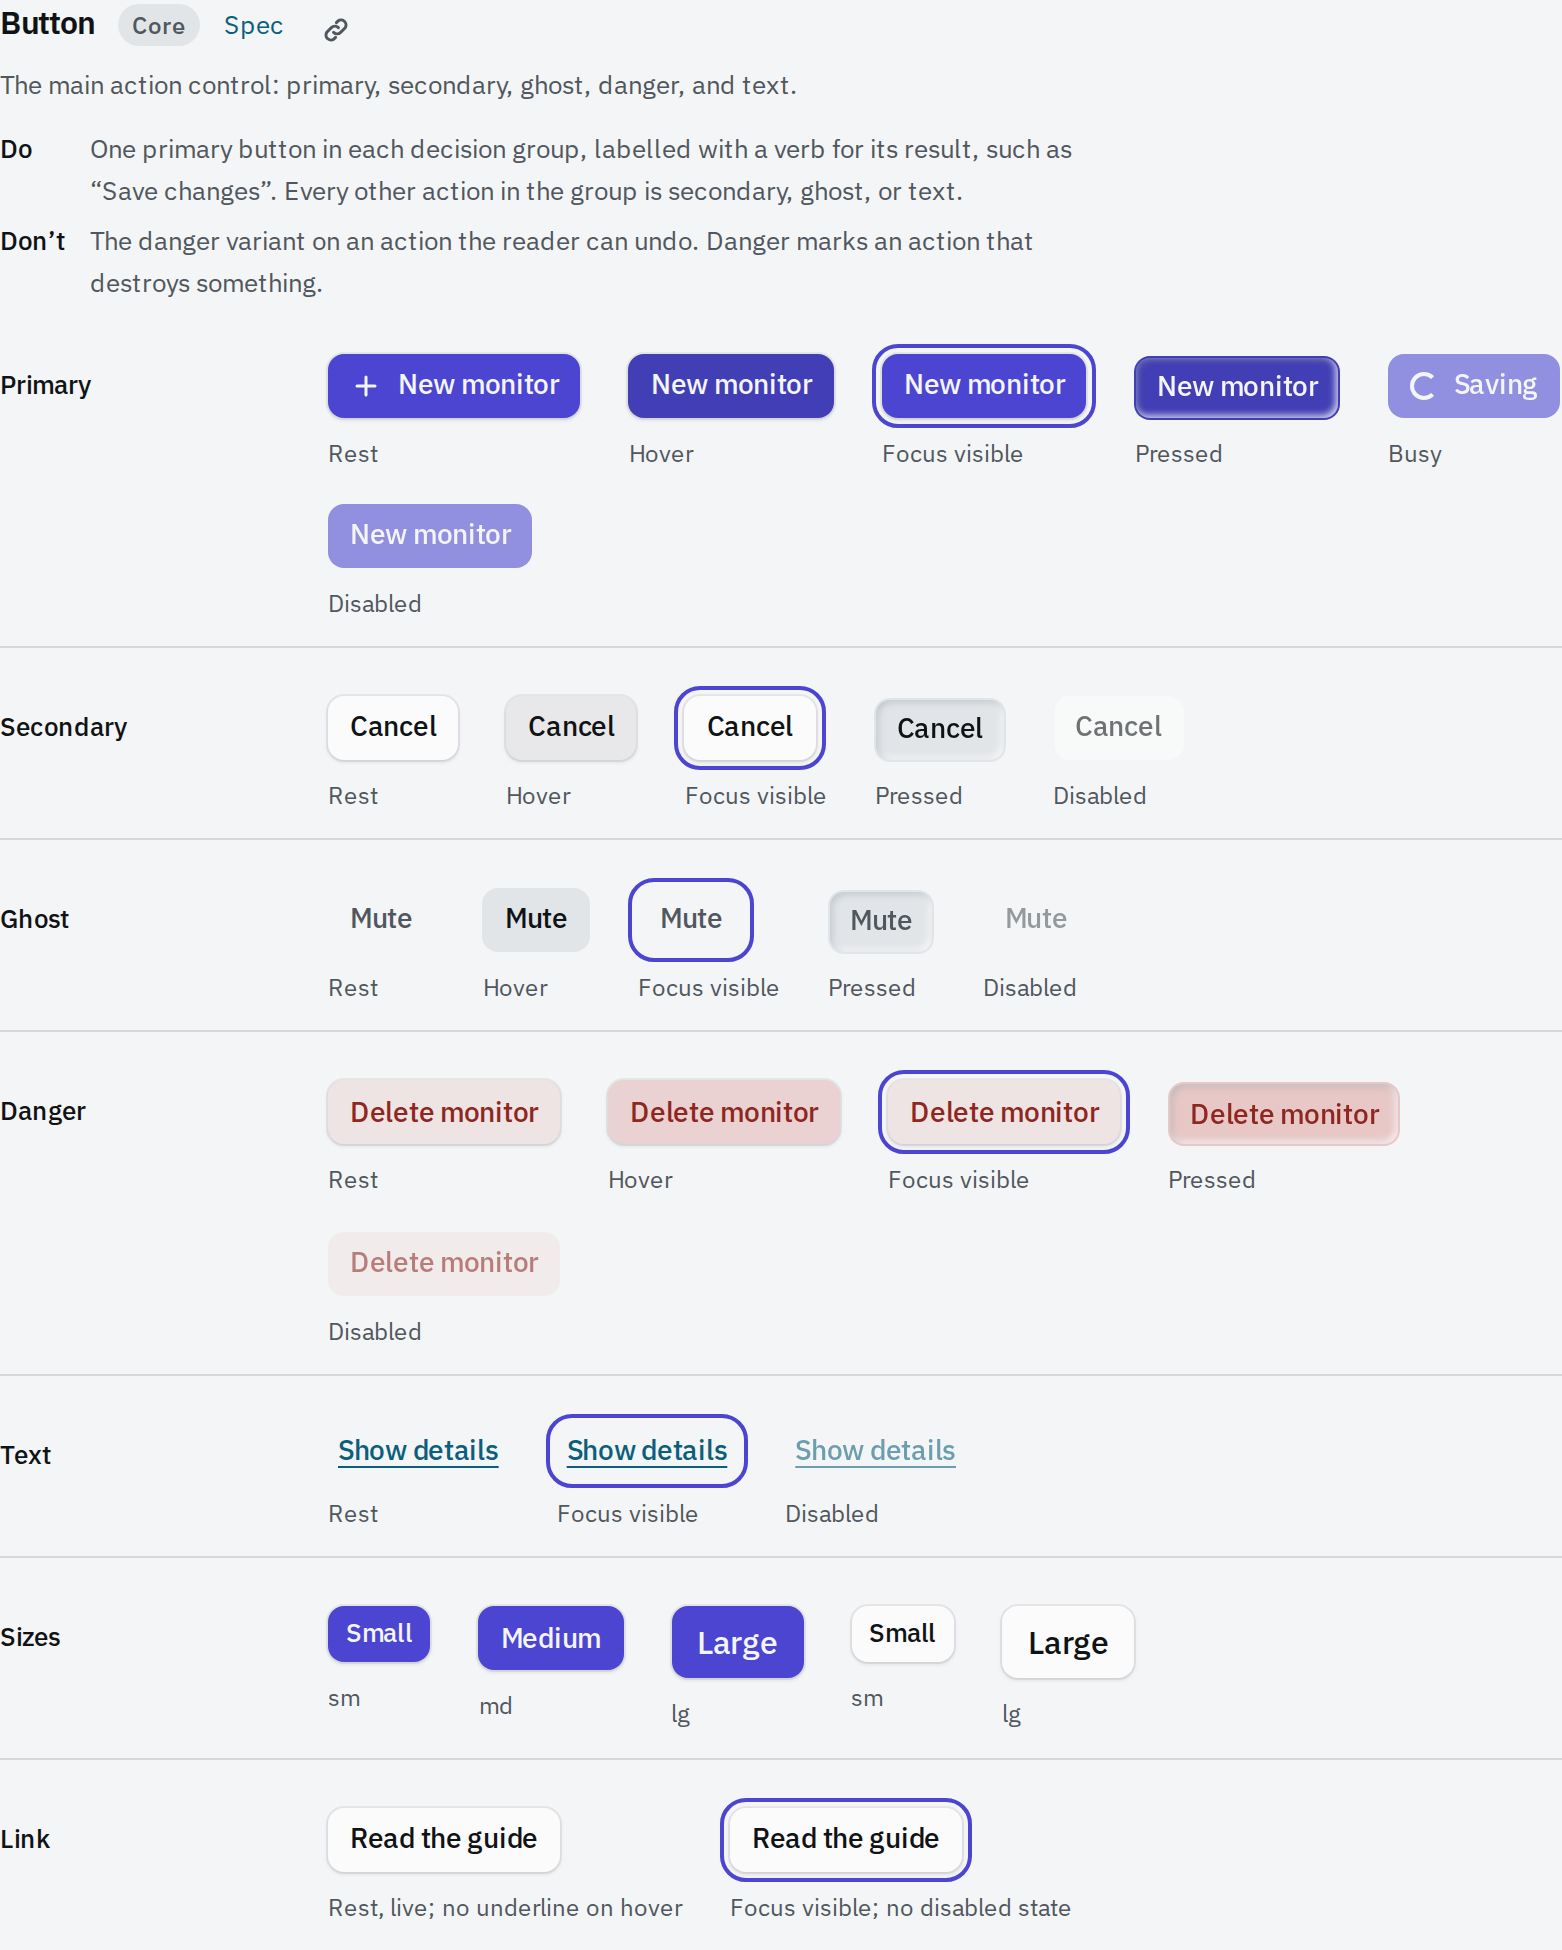 Button Core Spec
The main action control: primary, secondary, ghost, danger, and text.
Do One primary button in each decision group, labelled with a verb for its result, such as
“Save changes”. Every other action in the group is secondary, ghost, or text.
Don’t The danger variant on an action the reader can undo. Danger marks an action that
destroys something.
Primary New monitor New monitor New monitor New monitor Saving
Rest Hover Focus visible Pressed Busy
New monitor
Disabled
Secondary Cancel Cancel Cancel Cancel Cancel
Rest Hover Focus visible Pressed Disabled
Ghost Mute Mute Mute Mute Mute
Rest Hover Focus visible Pressed Disabled
Danger Delete monitor Delete monitor Delete monitor Delete monitor
Rest Hover Focus visible Pressed
Delete monitor
Disabled
Text Show details Show details Show details
Rest Focus visible Disabled
Sizes Small Medium Large Small Large
sm md lg sm lg
Link Read the guide Read the guide
Rest, live; no underline on hover Focus visible; no disabled state